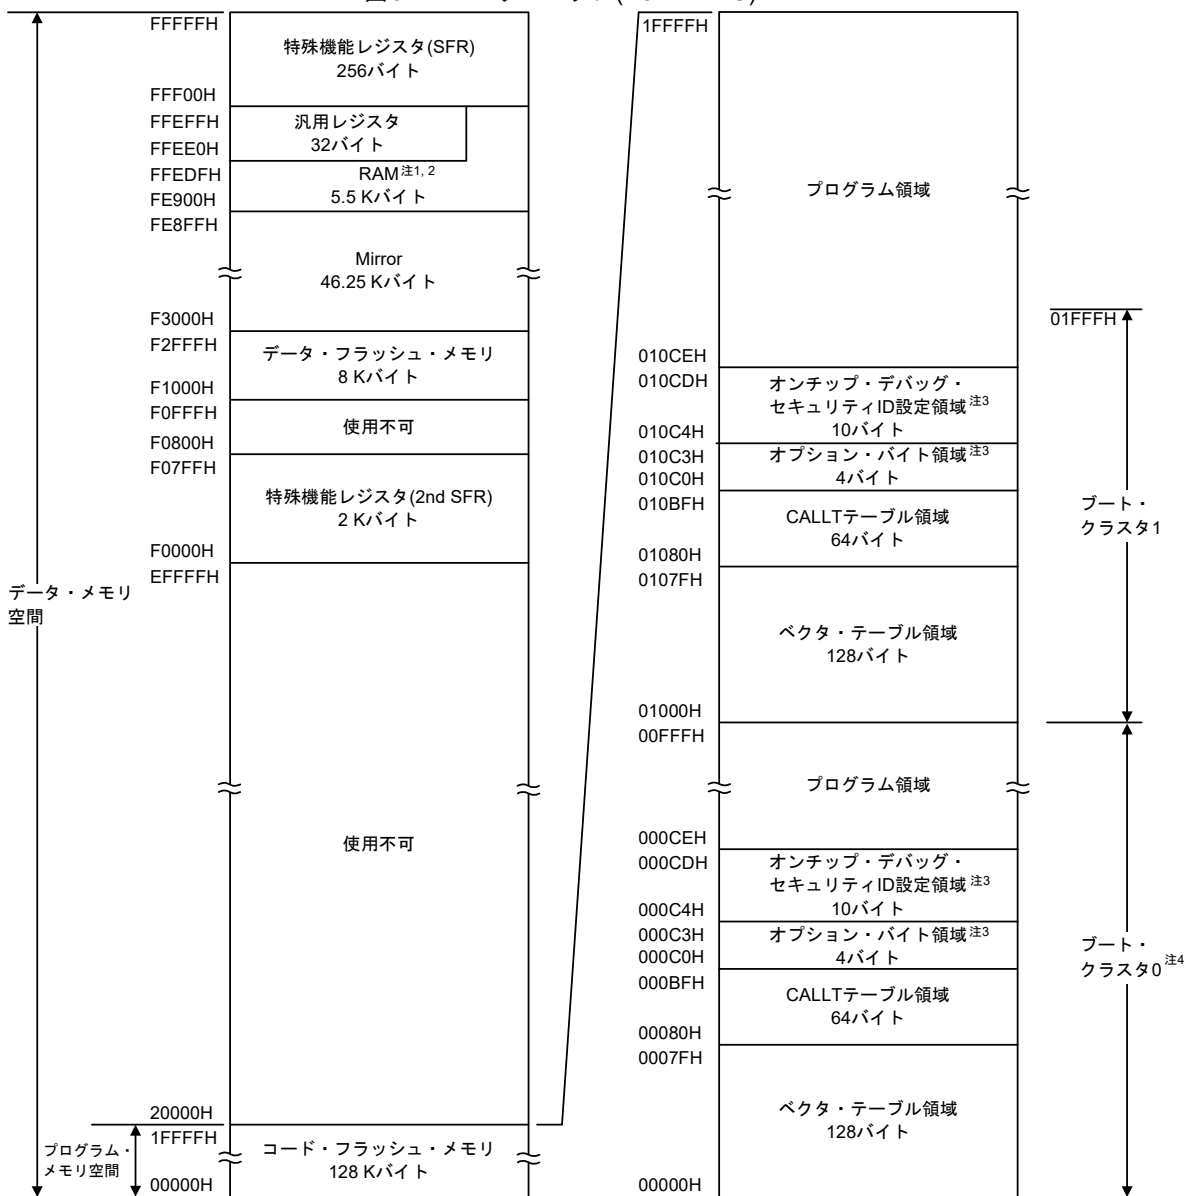 FFFFFH
特殊機能レジスタ(SFR)
256バイト
FFF00H
FFEFFH
汎用レジスタ
32バイト
FFEE0H
FFEDFH
RAM注1, 2
5.5 Kバイト
FE900H
FE8FFH
Mirror
46.25 Kバイト
F3000H
F2FFFH
データ・フラッシュ・メモリ
8 Kバイト
F1000H
F0FFFH
使用不可
F0800H
F07FFH
特殊機能レジスタ(2nd SFR)
2 Kバイト
F0000H
EFFFFH
データ・メモリ
空間
使用不可
20000H
1FFFFH
コード・フラッシュ・メモリ
128 Kバイト
プログラム・
メモリ空間
00000H
1FFFFH
プログラム領域
01FFFH
010CEH
010CDH
オンチップ・デバッグ・
セキュリティID設定領域注3
10バイト
010C4H
010C3H
オプション・バイト領域注3
4バイト
010C0H
010BFH
CALLTテーブル領域
64バイト
01080H
0107FH
ブート・
クラスタ1
ベクタ・テーブル領域
128バイト
01000H
00FFFH
プログラム領域
000CEH
000CDH
オンチップ・デバッグ・
セキュリティID設定領域注3
10バイト
000C4H
000C3H
オプション・バイト領域注3
4バイト
000C0H
000BFH
ブート・
クラスタ0注4
CALLTテーブル領域
64バイト
00080H
0007FH
ベクタ・テーブル領域
128バイト
00000H